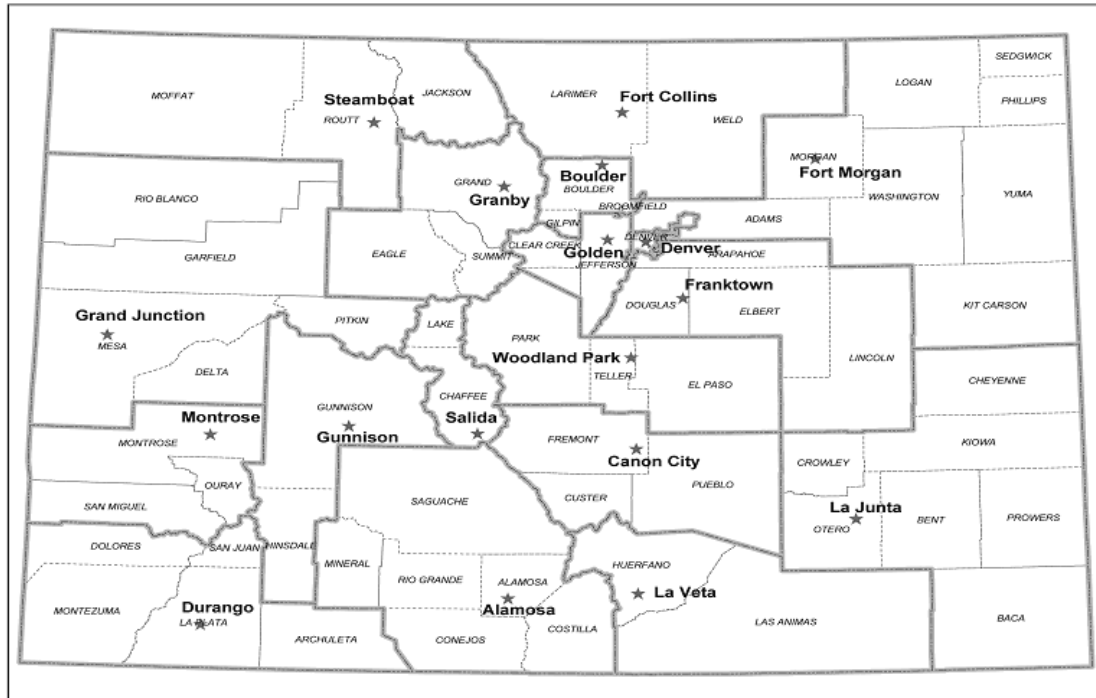 SEDGWICK
LOGAN
MOFFAT
JACKSON
LARIMER
Steamboat
Fort Collins
PHILLIPS
ROUTT
WELD
MORGAN
Boulder
Fort Morgan
GRAND
BOULDER
WASHINGTON
YUMA
RIO BLANCO
Granby
BROOMFIELD
GILPIN
ADAMS
DENVER
CLEAR CREEK
Golden
Denver
EAGLE
SUMMIT
ARAPAHOE
GARFIELD
JEFFERSON
Franktown
DOUGLAS
ELBERT
KIT CARSON
Grand Junction
PITKIN
LAKE
PARK
MESA
Woodland Park
LINCOLN
DELTA
TELLER
EL PASO
CHEYENNE
CHAFFEE
GUNNISON
Montrose
Salida
MONTROSE
Gunnison
FREMONT
KIOWA
Canon City
CROWLEY
OURAY
PUEBLO
SAGUACHE
CUSTER
SAN MIGUEL
La Junta
OTERO
BENT
PROWERS
DOLORES
SAN JUAN
HINSDALE
MINERAL
HUERFANO
RIO GRANDE
ALAMOSA
La Veta
Durango
Alamosa
MONTEZUMA
LA PLATA
BACA
LAS ANIMAS
COSTILLA
ARCHULETA
CONEJOS